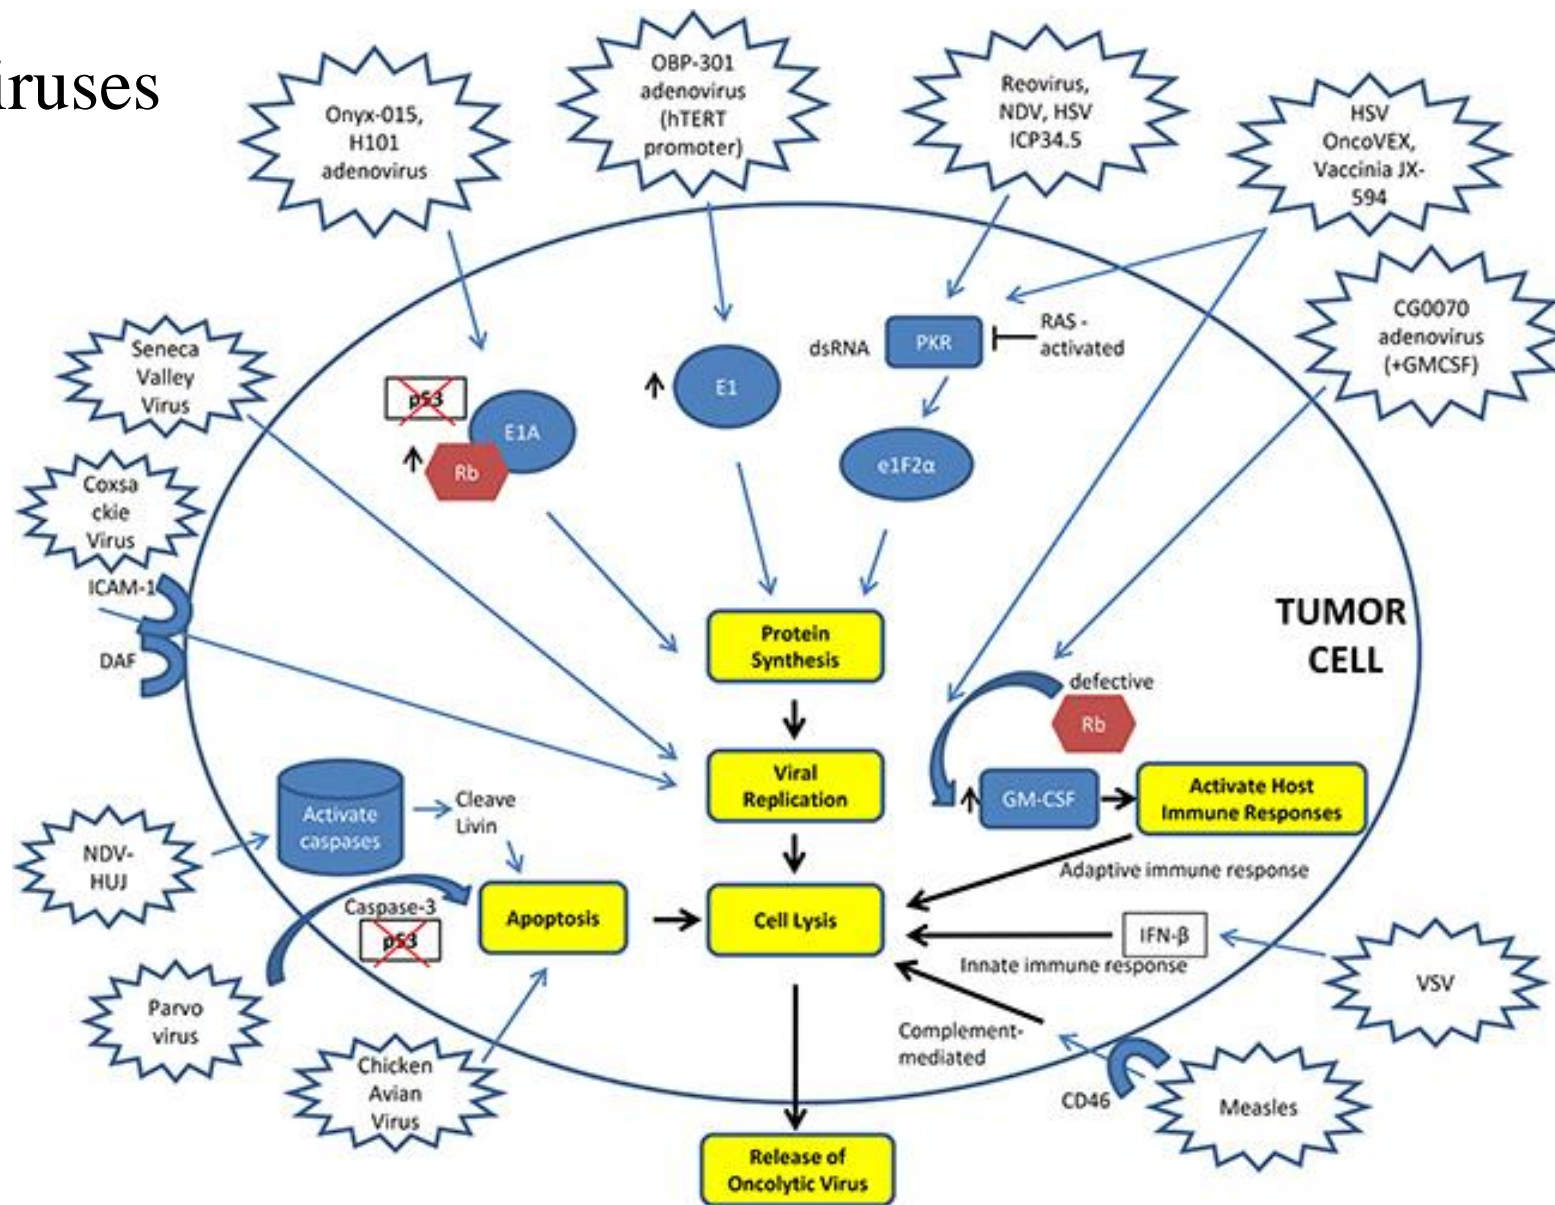 iruses
Onyx-015,
H101
adenovirus
OBP-301
adenovirus
(hTERT
promoter)
Reovirus,
NDV, HSV
ICP34.5
HSV
OncoVEX,
Vaccinia JX-
594
CG0070
adenovirus
(+GMCSF)
Seneca
Valley
Virus
Coxsa
ckie
Virus
ICAM-1
DAF
p53
E1A
Rb
E1
dsRNA
PKR
RAS -
activated
e1F2α
TUMOR
CELL
Protein
Synthesis
defective
Rb
Viral
Replication
GM-CSF
Activate Host
Immune Responses
Activate
caspases
Cleave
Livin
NDV-
HUJ
Caspase-3
p53
Apoptosis
Cell Lysis
Adaptive immune response
IFN-β
Innate immune response
VSV
Parvo
virus
Chicken
Avian
Virus
Complement-
mediated
CD46
Measles
Release of
Oncolytic Virus